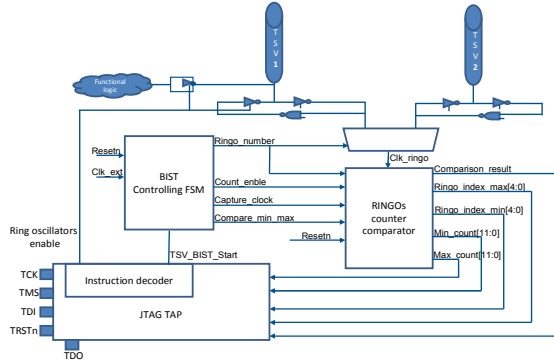 T
S
V
1
T
S
V
2
Functional
logic
Ringo_number
Resetn
Clk_ext
BIST
Controlling FSM
Clk_ringo
Count_enble
Capture_clock
Compare_min_max
Resetn
RINGOs
counter
comparator
Comparison_result
Ringo_index_max[4:0]
Ringo_index_min[4:0]
Min_count[11:0]
Max_count[11:0]
Ring oscillators
enable
TSV_BIST_Start
Instruction decoder
JTAG TAP
TCK
TMS
TDI
TRSTn
TDO